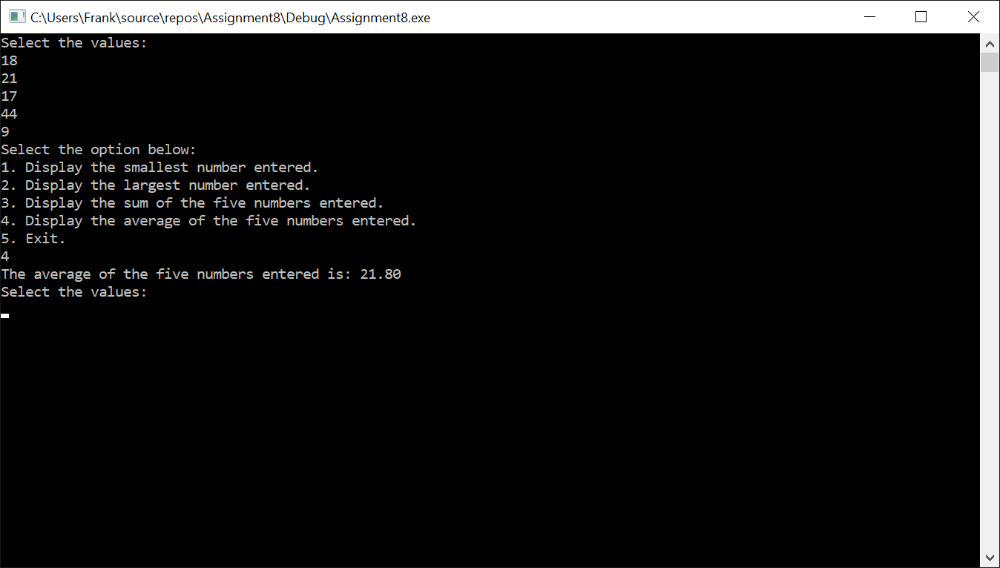 C:\Users\Frank\source\repos\Assignment8\Debug\Assignment8.exe
Select the values:
18
21
17
44
9
Select the option below:
1. Display the smallest number entered.
2. Display the largest number entered.
3. Display the sum of the five numbers entered.
4. Display the average of the five numbers entered.
5. Exit.
4
The average of the five numbers entered is: 21.80
Select the values: